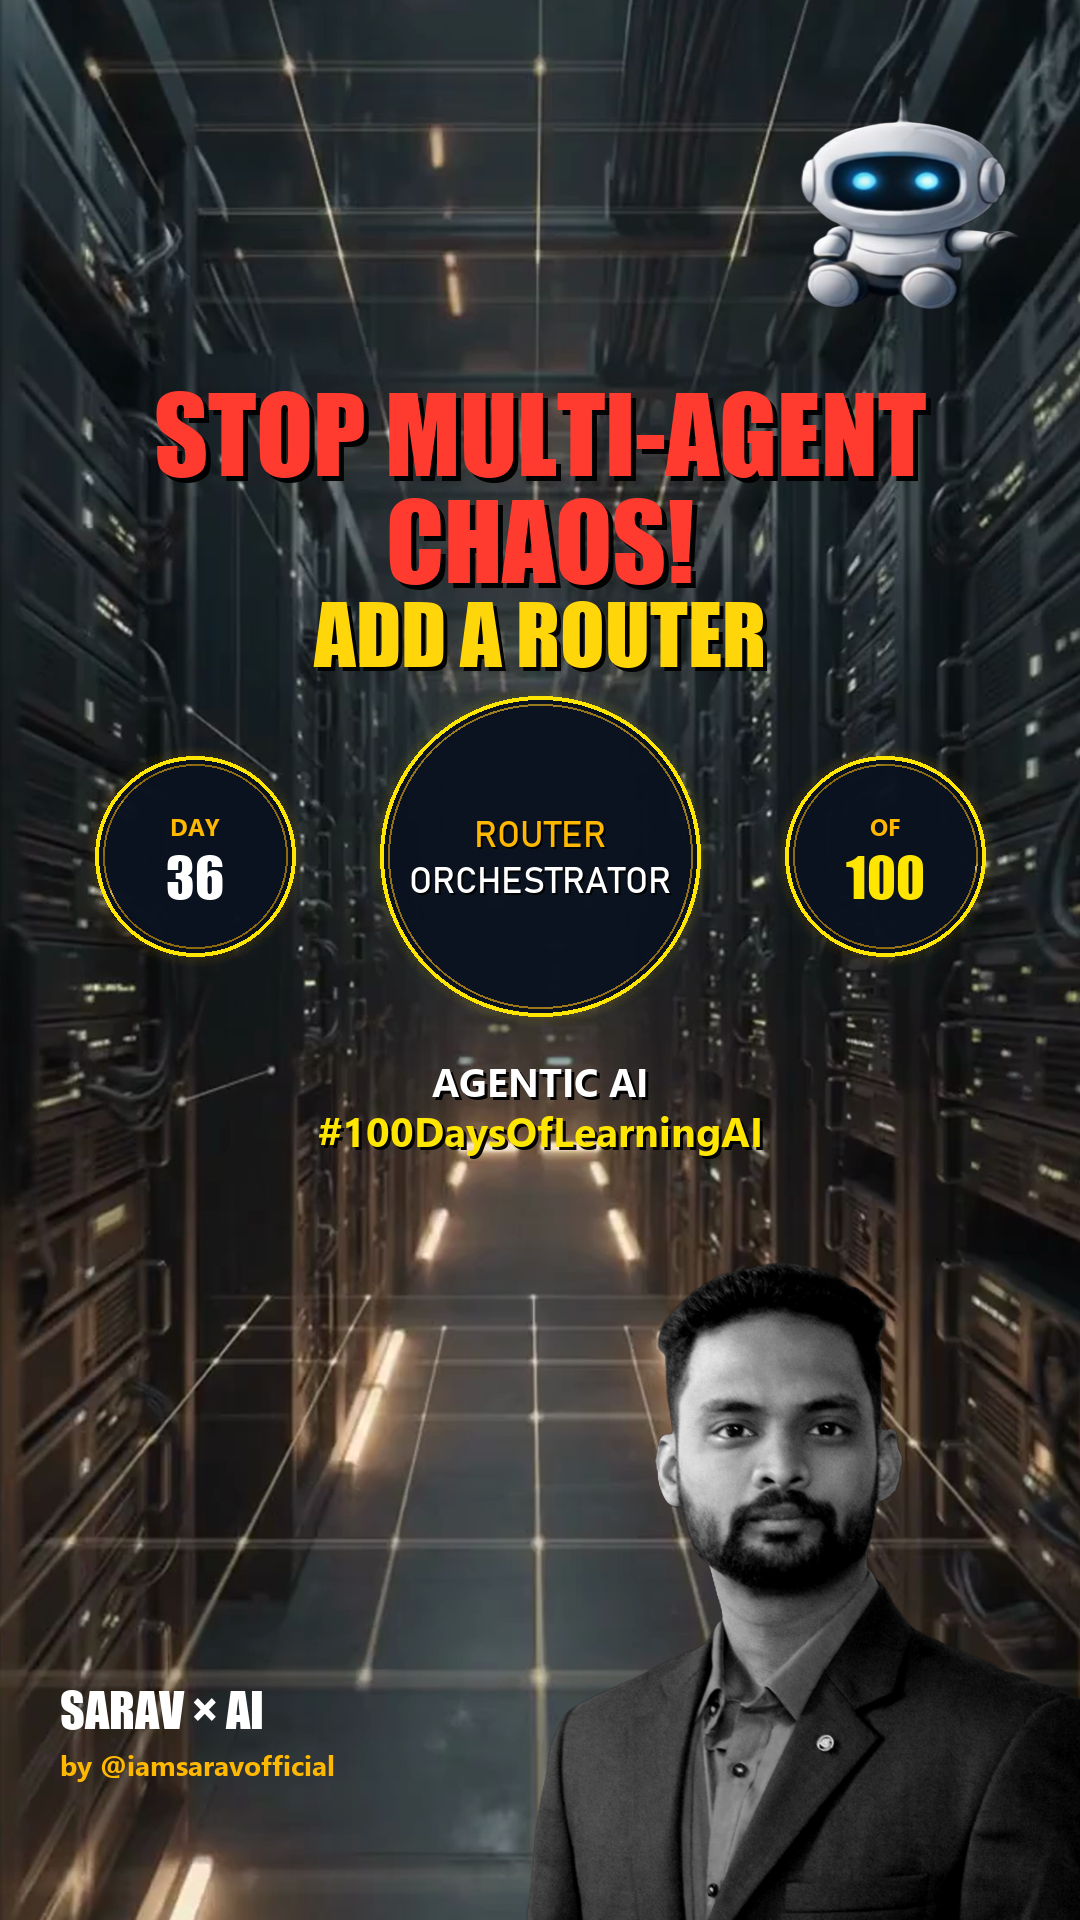 STOP MULTI-AGENT
CHAOS!
ADD A ROUTER
DAY
36
ROUTER
ORCHESTRATOR
OF
100
AGENTIC AI
#100DaysOfLearningAI
SARAV × AI
by @iamsaravofficial